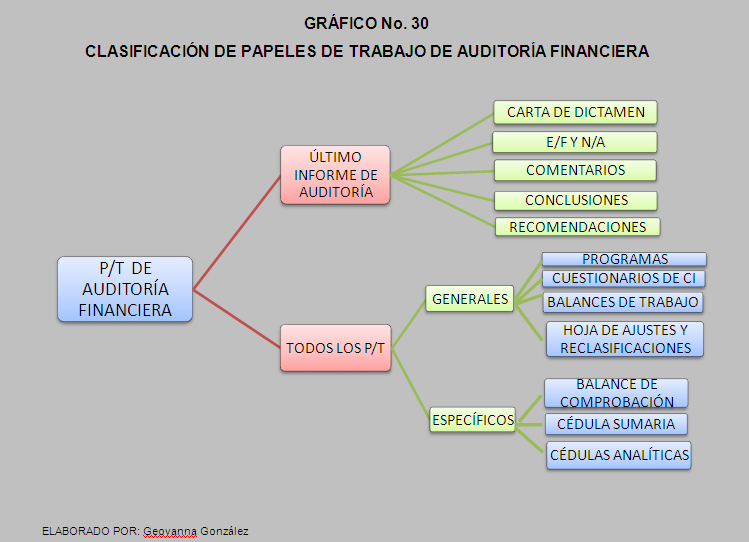 GRÁFICO No. 30
CLASIFICACIÓN DE PAPELES DE TRABAJO DE AUDITORÍA FINANCIERA
P/T DE
AUDITORÍA
FINANCIERA
ÚLTIMO
INFORME DE
AUDITORÍA
CARTA DE DICTAMEN
E/F Y N/A
COMENTARIOS
CONCLUSIONES
RECOMENDACIONES
TODOS LOS P/T
GENERALES
PROGRAMAS
CUESTIONARIOS DE CI
BALANCES DE TRABAJO
HOJA DE AJUSTES Y
RECLASIFICACIONES
ESPECÍFICOS
BALANCE DE
COMPROBACIÓN
CÉDULA SUMARIA
CÉDULAS ANALÍTICAS
ELABORADO POR: Geovanna González